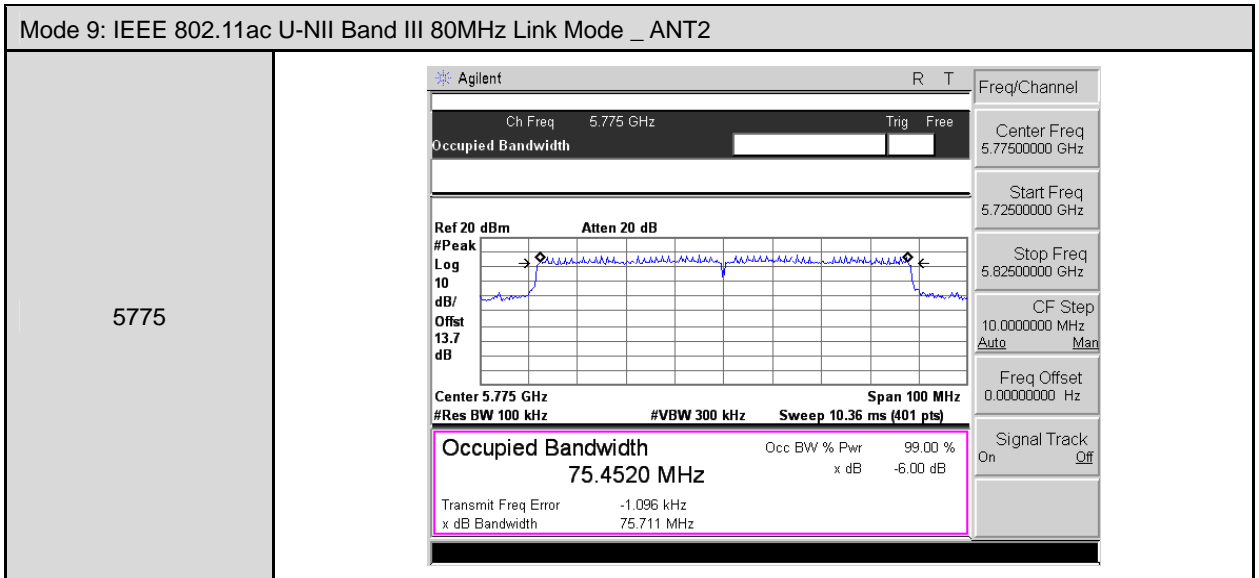 Mode 9: IEEE 802.11ac U-NII Band III 80MHz Link Mode _ ANT2
5775
Agilent R T
Ch Freq 5.775 GHz Trig Free
Occupied Bandwidth
Ref 20 dBm Atten 20 dB
#Peak
Log
10
dB/
Offst
13.7
dB
Center 5.775 GHz Span 100 MHz
#Res BW 100 kHz #VBW 300 kHz Sweep 10.36 ms (401 pts)
Occupied Bandwidth
75.4520 MHz
Occ BW % Pwr 99.00 %
x dB -6.00 dB
Transmit Freq Error -1.096 kHz
x dB Bandwidth 75.711 MHz
Freq/Channel
Center Freq
5.77500000 GHz
Start Freq
5.72500000 GHz
Stop Freq
5.82500000 GHz
CF Step
10.0000000 MHz
Auto Man
Freq Offset
0.00000000 Hz
Signal Track
On Off